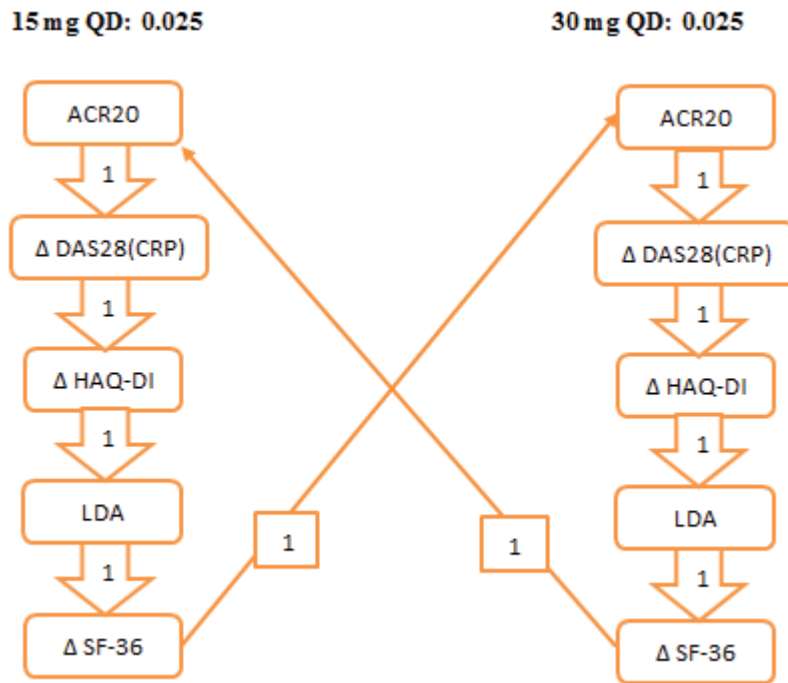 15 mg QD: 0.025
30 mg QD: 0.025
ACR20
1
Δ DAS28(CRP)
1
Δ HAQ-DI
1
LDA
1
Δ SF-36
1
1
ACR20
1
Δ DAS28(CRP)
1
Δ HAQ-DI
1
LDA
1
Δ SF-36